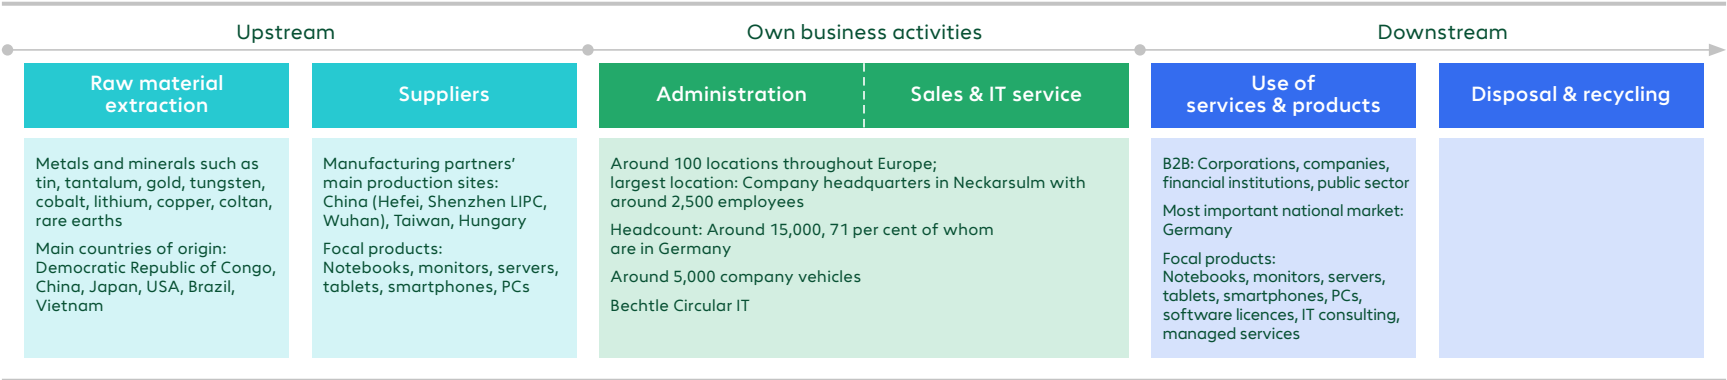 Upstream
Own business activities
Downstream
Raw material
extraction
Suppliers
Administration
Sales & IT service
Use of
services & products
Disposal & recycling
Metals and minerals such as
tin, tantalum, gold, tungsten,
cobalt, lithium, copper, coltan,
rare earths
Main countries of origin:
Democratic Republic of Congo,
China, Japan, USA, Brazil,
Vietnam
Manufacturing partners’
main production sites:
China (Hefei, Shenzhen LIPC,
Wuhan), Taiwan, Hungary
Focal products:
Notebooks, monitors, servers,
tablets, smartphones, PCs
Around 100 locations throughout Europe;
largest location: Company headquarters in Neckarsulm with
around 2,500 employees
Headcount: Around 15,000, 71 per cent of whom
are in Germany
Around 5,000 company vehicles
Bechtle Circular IT
B2B: Corporations, companies,
financial institutions, public sector
Most important national market:
Germany
Focal products:
Notebooks, monitors, servers,
tablets, smartphones, PCs,
software licences, IT consulting,
managed services